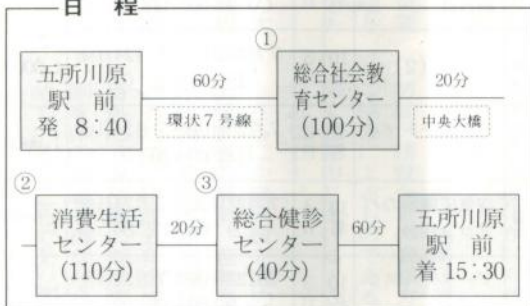 日 程
①
五所川原
駅 前
発 8:40
60分
環状7号線
総合社会教
育センター
(100分)
20分
中央大橋
②
消費生活
センター
(110分)
20分
③
総合健診
センター
(40分)
60分
五所川原
駅 前
着 15:30